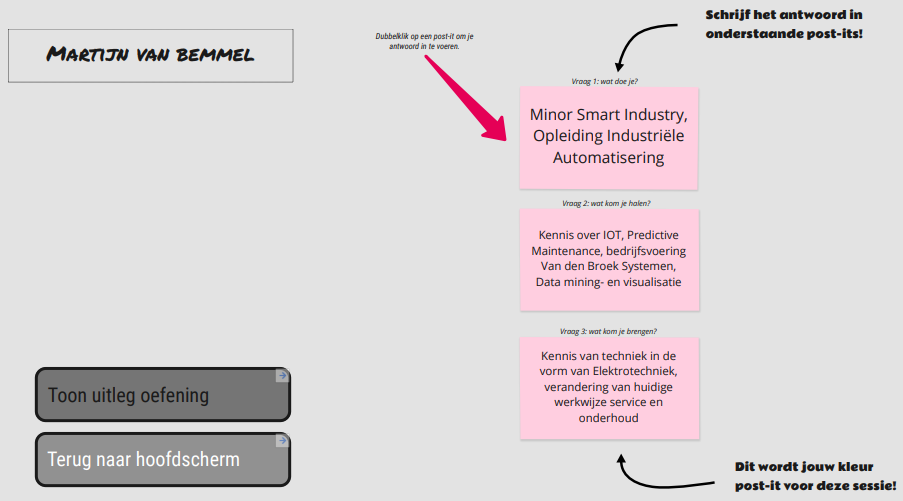 Martijn van bemmel
Dubbelklik op een post-it om je
antwoord in te voeren.
Schrijf het antwoord in
onderstaande post-its!
Vraag 1: wat doe je?
Minor Smart Industry,
Opleiding Industriële
Automatisering
Vraag 2: wat kom je halen?
Kennis over IOT, Predictive
Maintenance, bedrijfsvoering
Van den Broek Systemen,
Data mining- en visualisatie
Vraag 3: wat kom je brengen?
Kennis van techniek in de
vorm van Elektrotechniek,
verandering van huidige
werkwijze service en
onderhoud
Toon uitleg oefening
Terug naar hoofdscherm
Dit wordt jouw kleur
post-it voor deze sessie!